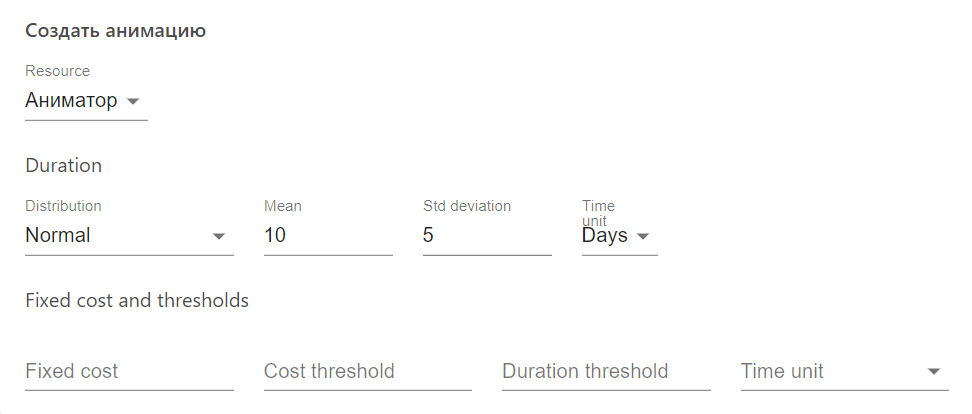 Создать анимацию
Resource
Аниматор
Duration
Distribution Mean Std deviation Time unit
Normal 10 5 Days
Fixed cost and thresholds
Fixed cost Cost threshold Duration threshold Time unit